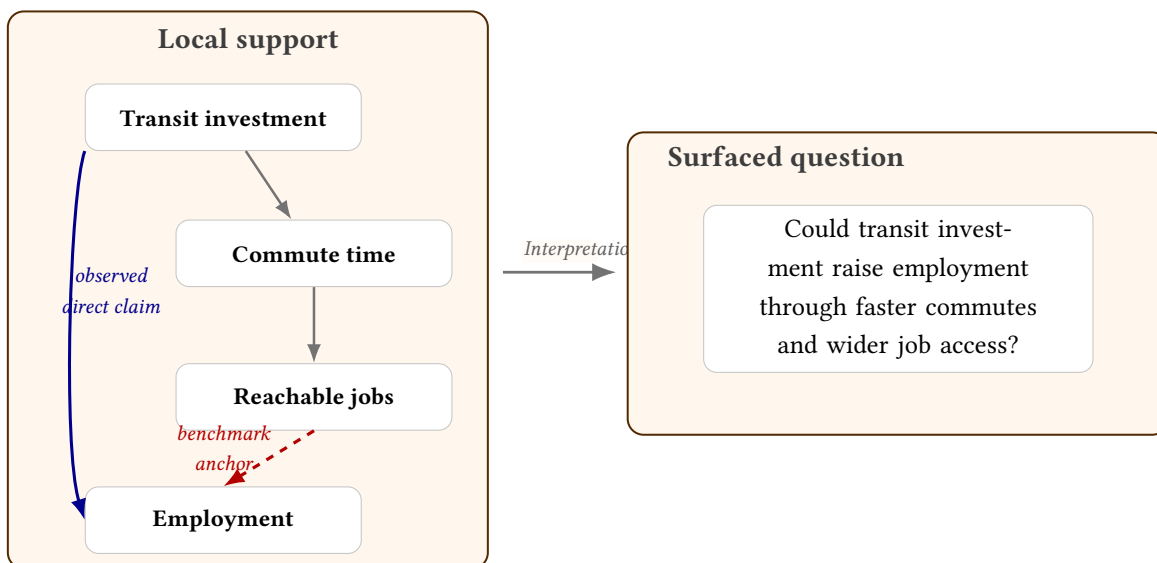 Local support
Transit investment
Commute time
observed
direct claim
Reachable jobs
benchmark
anchor
Employment
Interpretatio
Surfaced question
Could transit invest-
ment raise employment
through faster commutes
and wider job access?